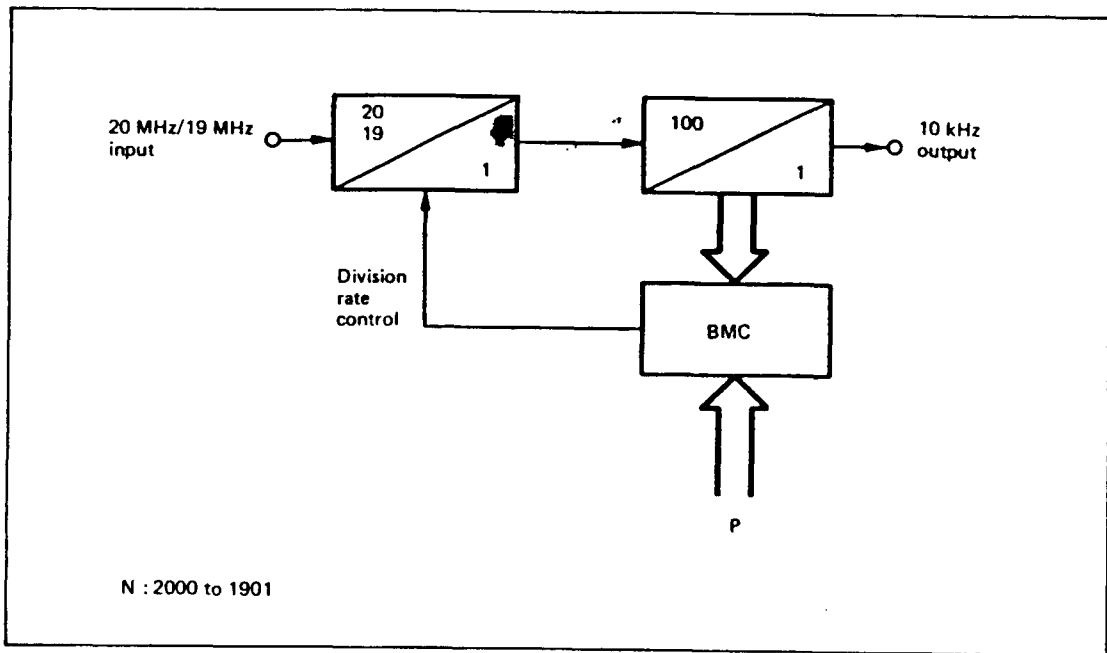 20 MHz/19 MHz
input
20
19
1
100
1
10 kHz
output
Division
rate
control
BMC
P
N : 2000 to 1901